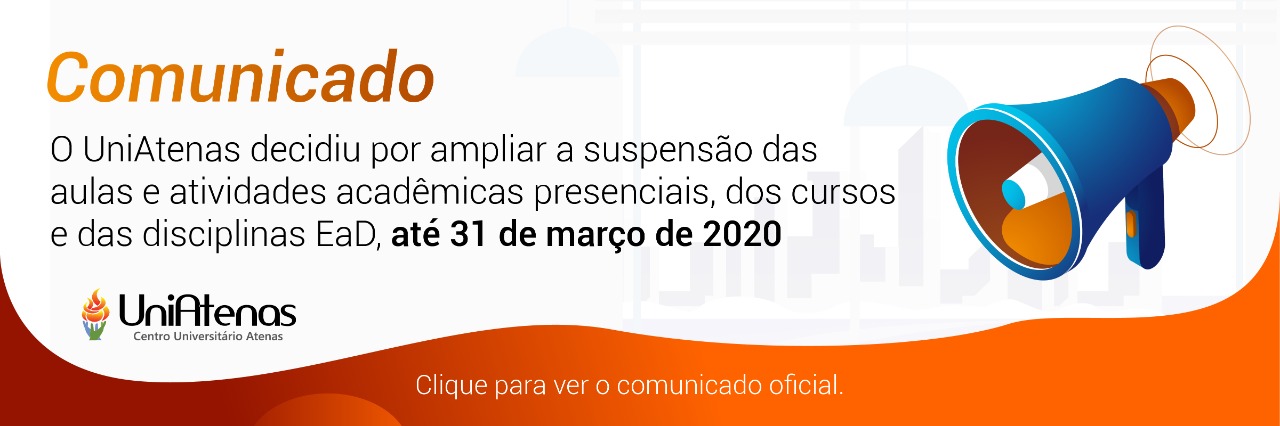 Comunicado
O UniAtenas decidiu por ampliar a suspensão das
aulas e atividades acadêmicas presenciais, dos cursos
e das disciplinas EaD, até 31 de março de 2020
UniAtenas
Centro Universitário Atenas
Clique para ver o comunicado oficial.